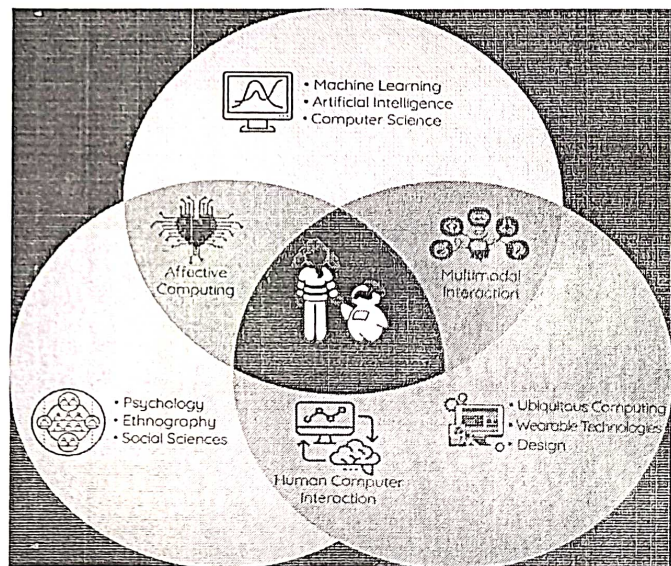 • Machine Learning
• Artificial Intelligence
• Computer Science
Affective
Computing
Multimodal
Interaction
• Psychology
• Ethnography
• Social Sciences
• Ubiquitous Computing
• Wearable Technologies
• Design
Human Computer
Interaction